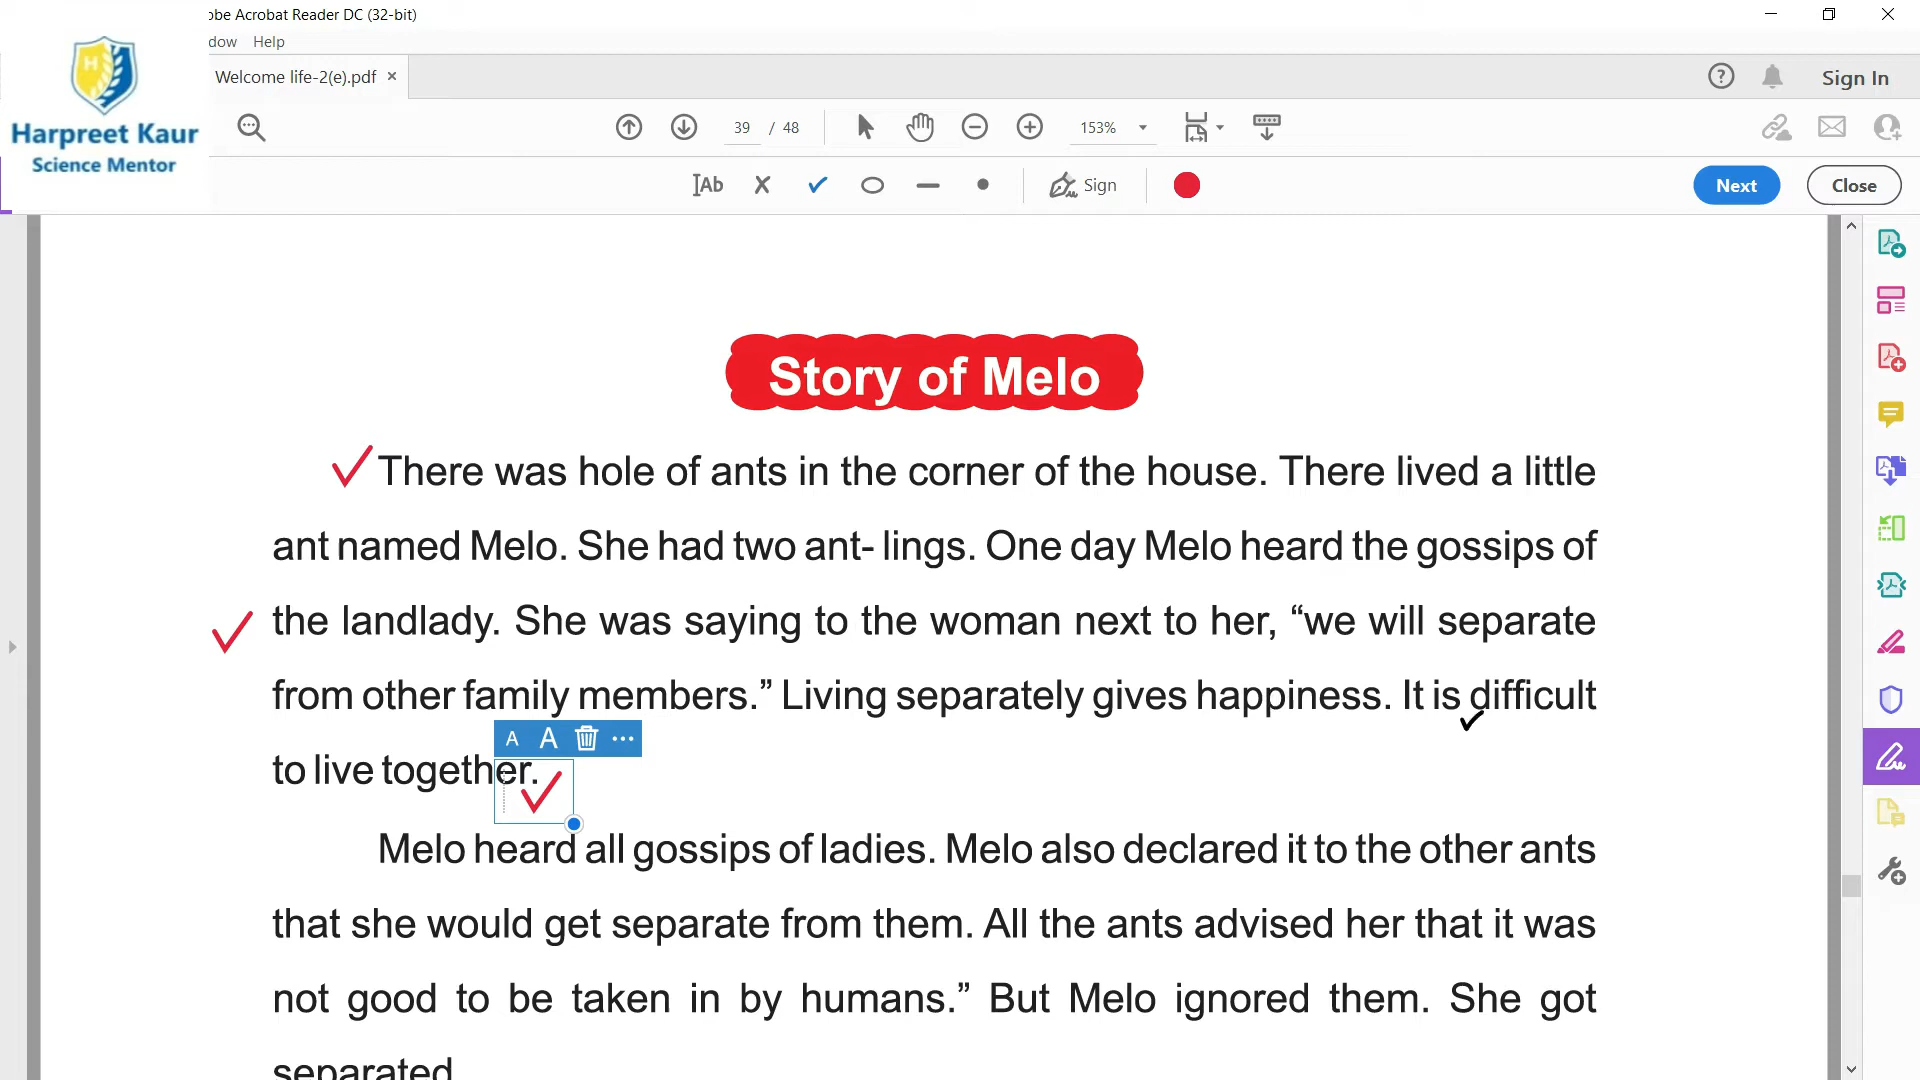 obe Acrobat Reader DC (32-bit)
dow Help
Welcome life-2(e).pdf
Sign In
Harpreet Kaur
Science Mentor
39 / 48
153%
Ab
Sign
Next
Close
Story of Melo
There was hole of ants in the corner of the house. There lived a little
ant named Melo. She had two ant- lings. One day Melo heard the gossips of
the landlady. She was saying to the woman next to her, “we will separate
from other family members.” Living separately gives happiness. It is difficult
A A
to live together.
Melo heard all gossips of ladies. Melo also declared it to the other ants
that she would get separate from them. All the ants advised her that it was
not good to be taken in by humans.” But Melo ignored them. She got
separated